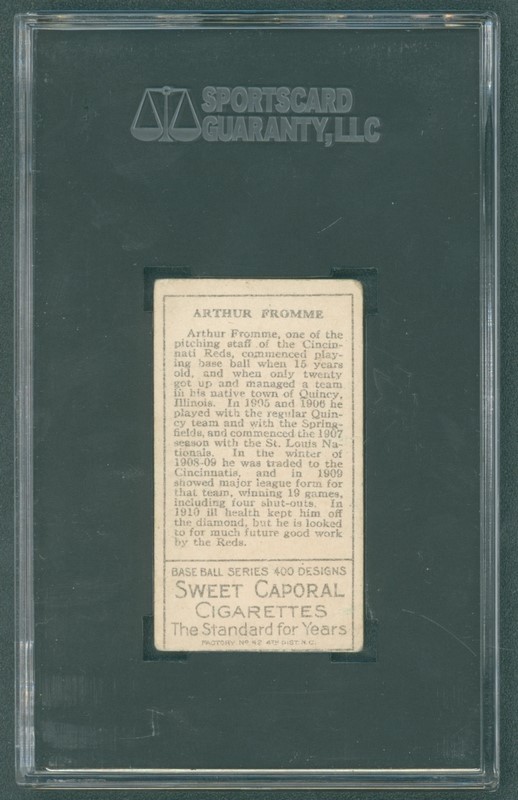 SPORTSCARD
GUARANTY, LLC
ARTHUR FROMME
Arthur Fromme, one of the
pitching staff of the Cincin-
nati Reds, commenced play-
ing base ball when 15 years
old, and when only twenty
got up and managed a team
in his native town of Quincy,
Illinois. In 1905 and 1906 he
played with the regular Quin-
cy team and with the Spring-
fields, and commenced the 1907
season with the St. Louis Na-
tionals. In the winter of
1908-09 he was traded to the
Cincinnatis, and in 1909
showed major league form for
that team, winning 19 games,
including four shut-outs. In
1910 ill health kept him off
the diamond, but he is looked
to for much future good work
by the Reds.
BASE BALL SERIES 400 DESIGNS
SWEET CAPORAL
CIGARETTES
The Standard for Years
FACTORY NO. 42 4TH DIST. N.C.